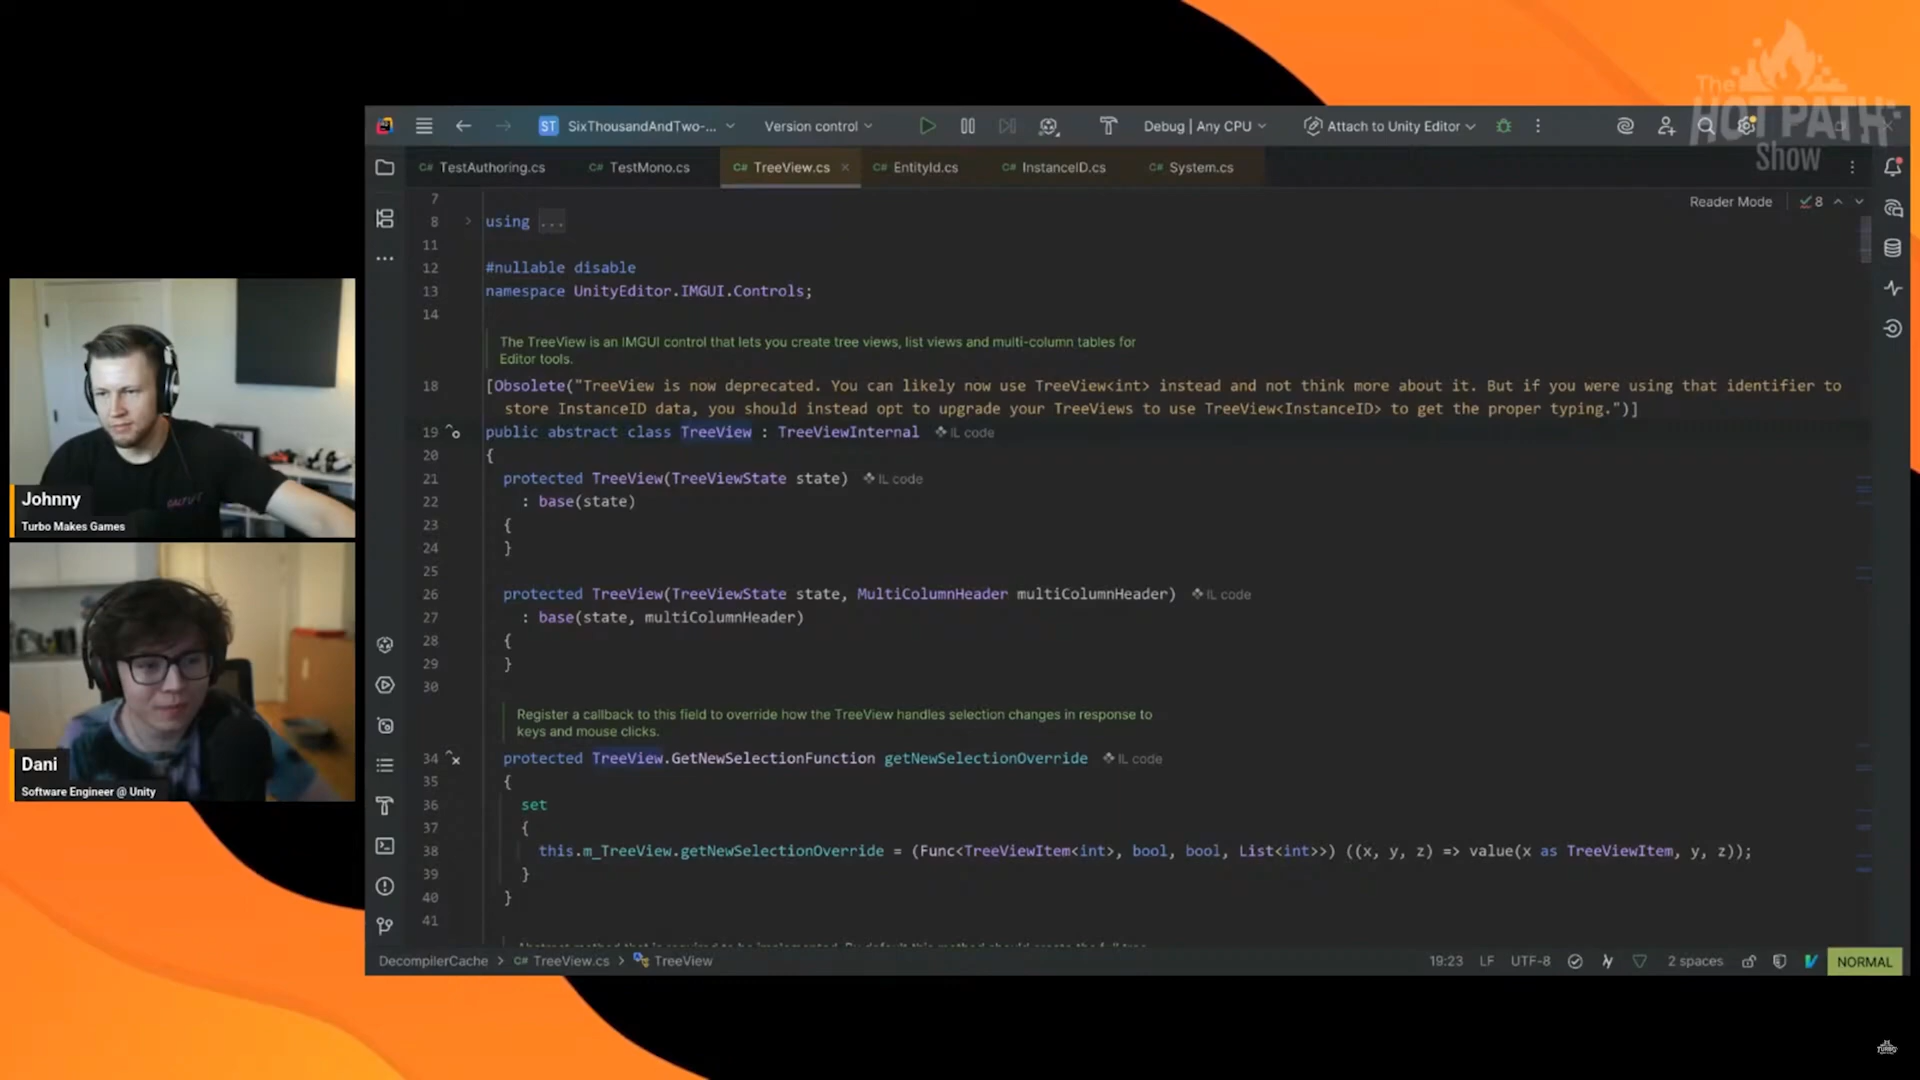 The
HOT PATH
Show
ST SixThousandAndTwo-... Version control Debug | Any CPU Attach to Unity Editor
C# TestAuthoring.cs C# TestMono.cs C# TreeView.cs C# EntityId.cs C# InstanceID.cs C# System.cs
Reader Mode 8
7
8 using ...
11
12 #nullable disable
13 namespace UnityEditor.IMGUI.Controls;
14
The TreeView is an IMGUI control that lets you create tree views, list views and multi-column tables for
Editor tools.
18 [Obsolete("TreeView is now deprecated. You can likely now use TreeView<int> instead and not think more about it. But if you were using that identifier to
store InstanceID data, you should instead opt to upgrade your TreeViews to use TreeView<InstanceID> to get the proper typing.")]
19 public abstract class TreeView : TreeViewInternal IL code
20 {
21 protected TreeView(TreeViewState state) IL code
22 : base(state)
23 {
24 }
25
26 protected TreeView(TreeViewState state, MultiColumnHeader multiColumnHeader) IL code
27 : base(state, multiColumnHeader)
28 {
29 }
30
Register a callback to this field to override how the TreeView handles selection changes in response to
keys and mouse clicks.
34 protected TreeView.GetNewSelectionFunction getNewSelectionOverride IL code
35 {
36 set
37 {
38 this.m_TreeView.getNewSelectionOverride = (Func<TreeViewItem<int>, bool, bool, List<int>>) ((x, y, z) => value(x as TreeViewItem, y, z));
39 }
40 }
41
DecompilerCache > C# TreeView.cs > TreeView 19:23 LF UTF-8 2 spaces NORMAL
Johnny
Turbo Makes Games
Dani
Software Engineer @ Unity